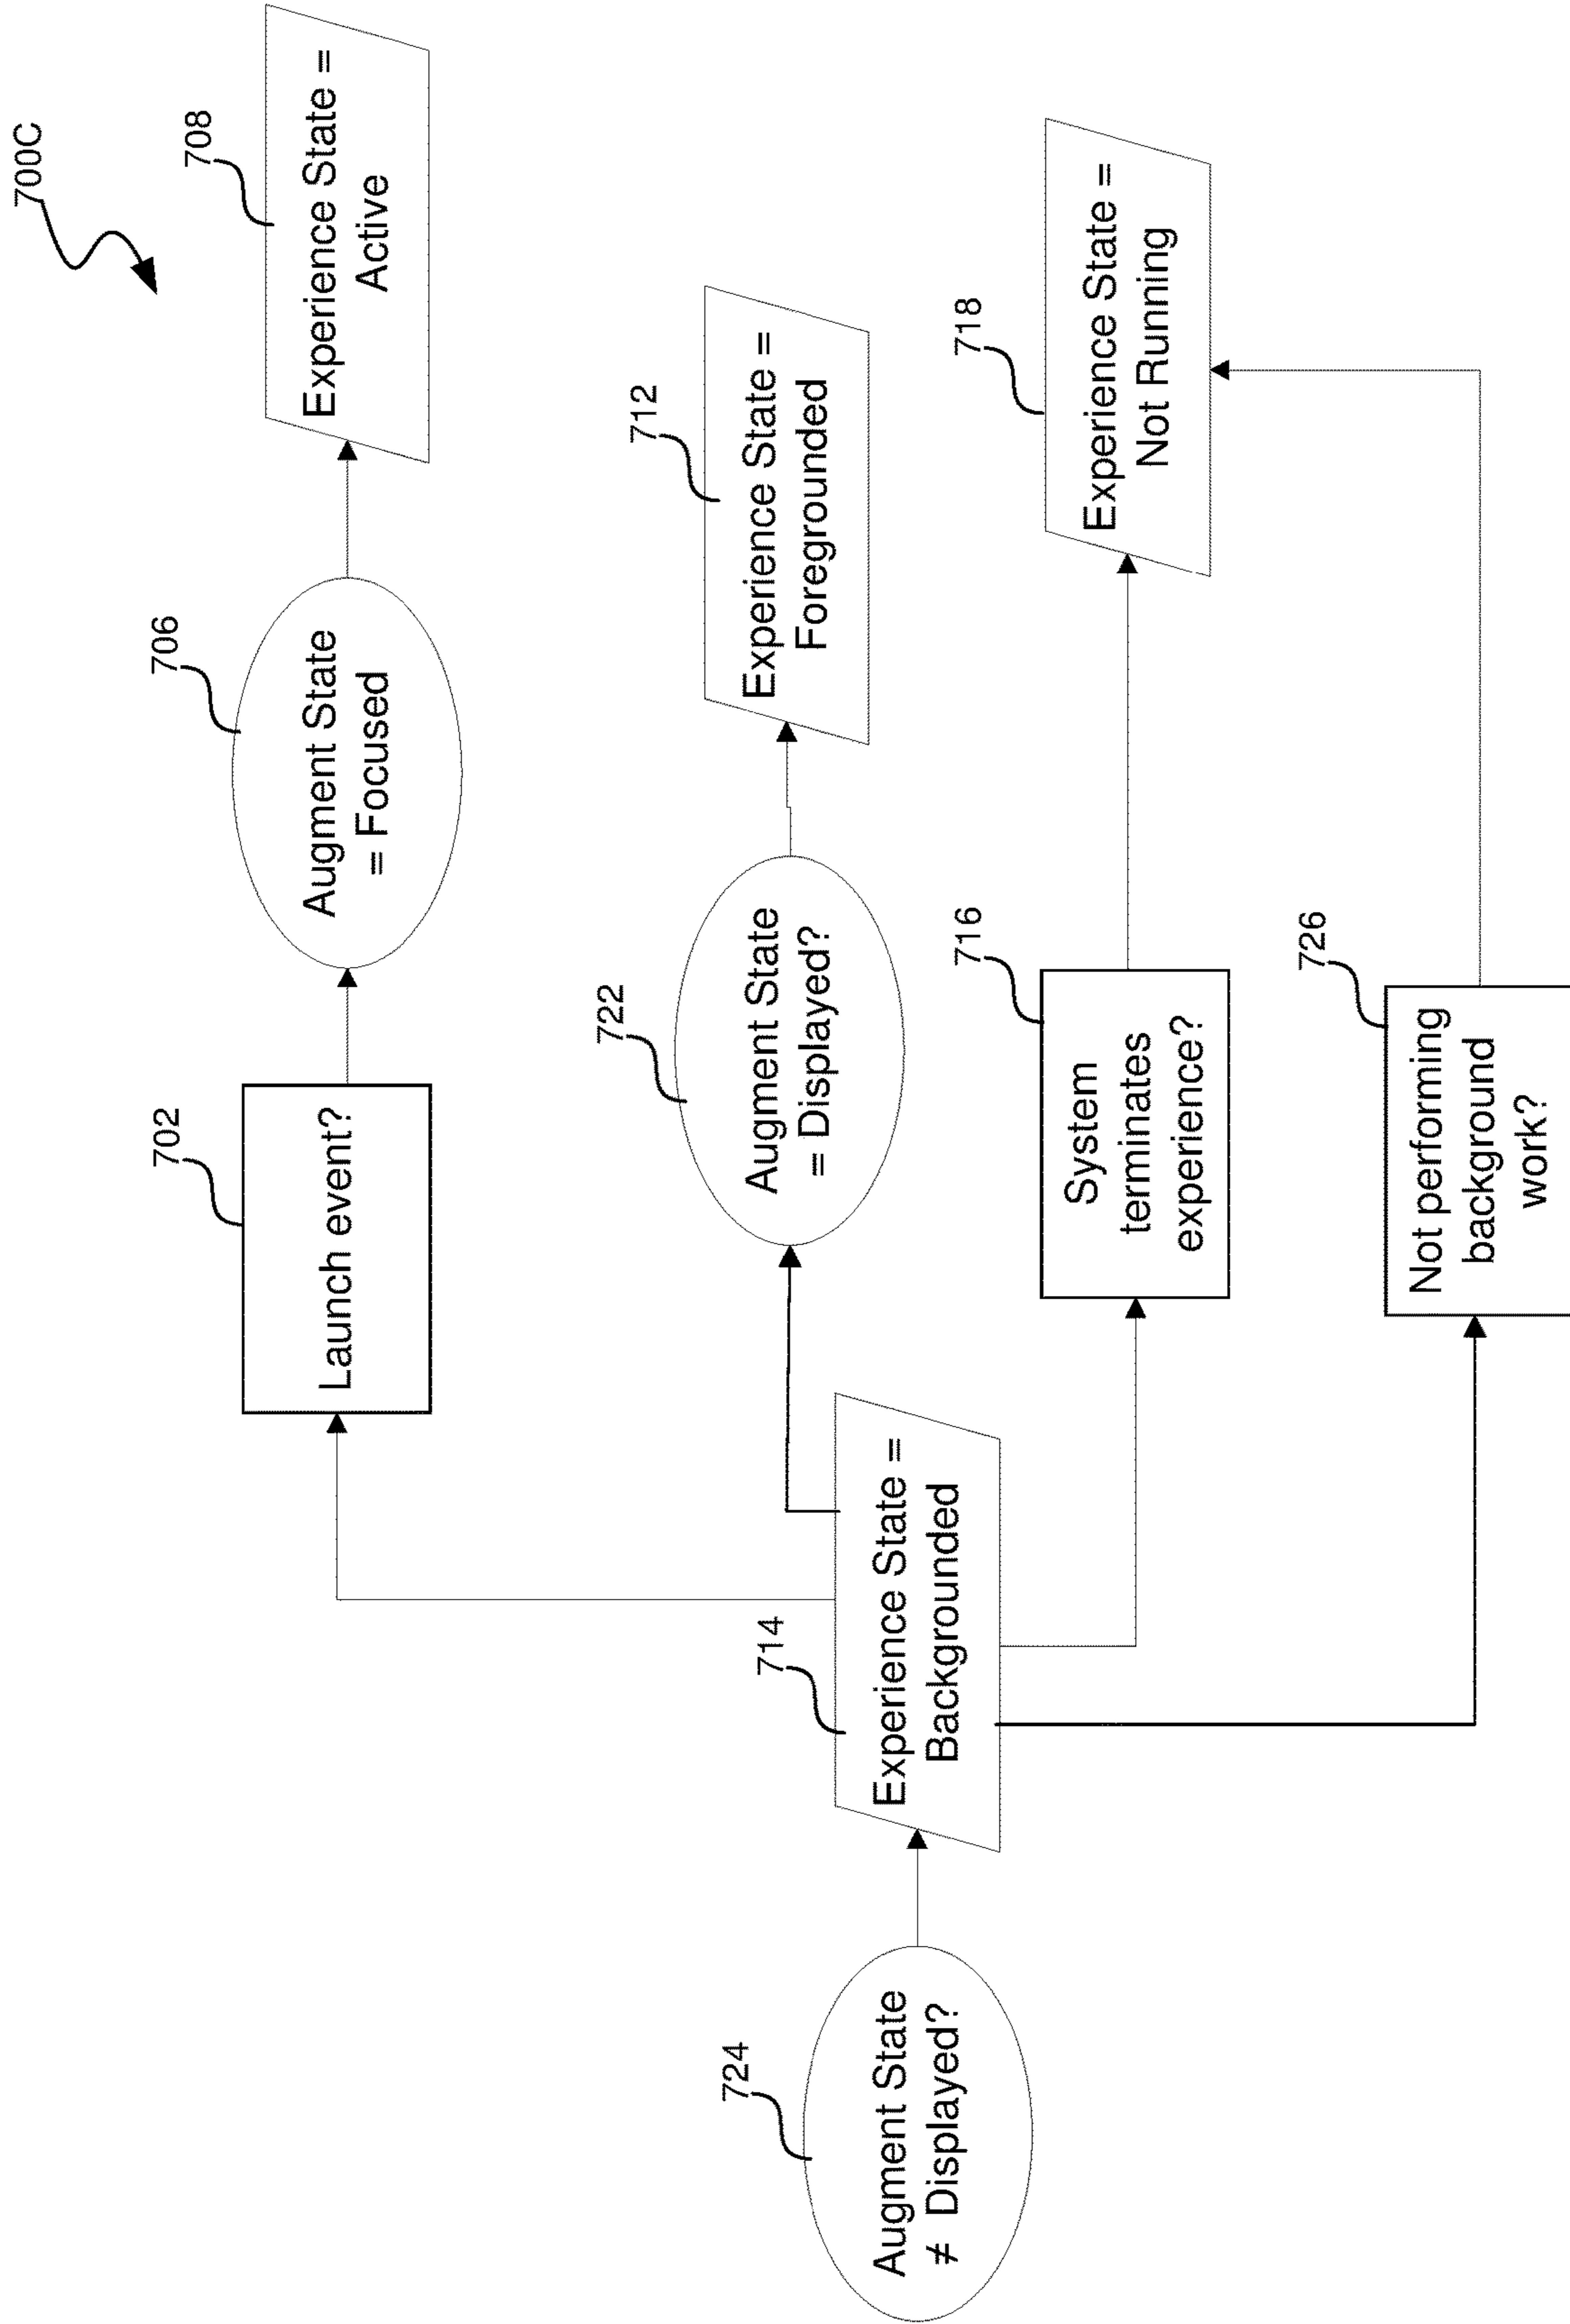 700C
702
Launch event?
706
Augment State
= Focused
708
Experience State =
Active
722
Augment State
= Displayed?
712
Experience State =
Foregrounded
724
Augment State
≠ Displayed?
714
Experience State =
Backgrounded
716
System
terminates
experience?
718
Experience State =
Not Running
726
Not performing
background
work?